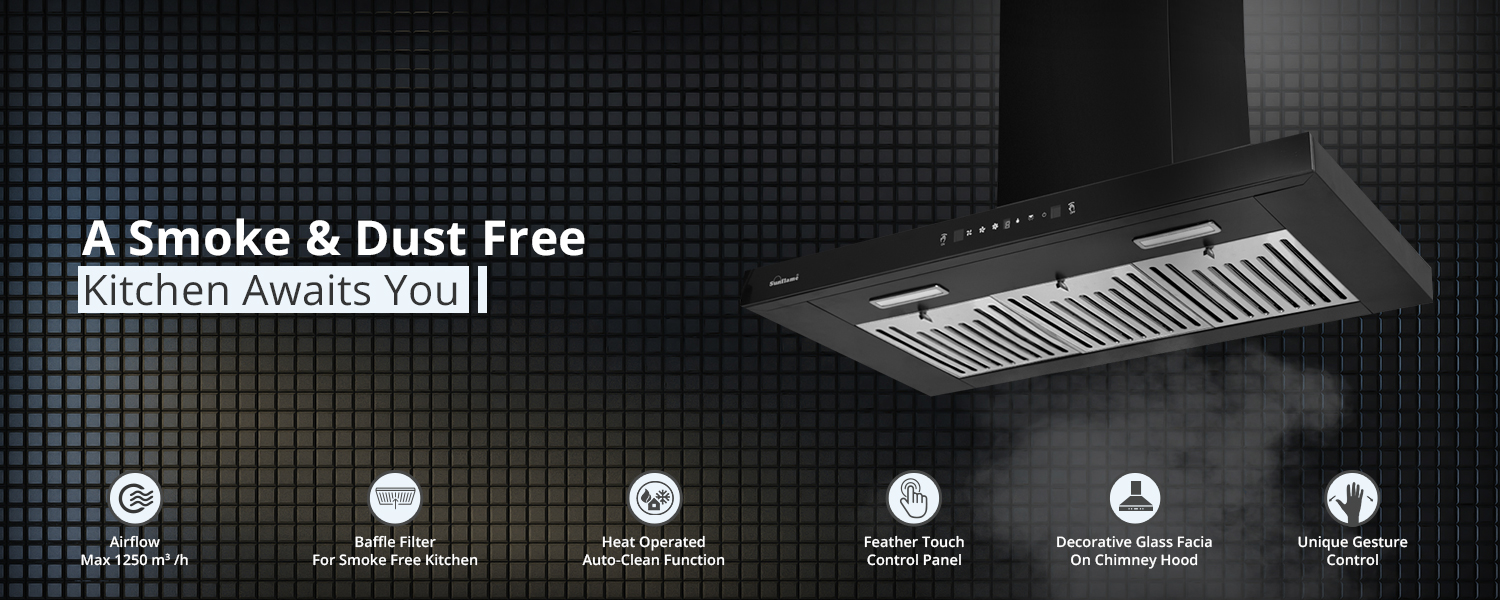 A Smoke & Dust Free
Kitchen Awaits You
Sunflame
Airflow
Max 1250 m³ /h
Baffle Filter
For Smoke Free Kitchen
Heat Operated
Auto-Clean Function
Feather Touch
Control Panel
Decorative Glass Facia
On Chimney Hood
Unique Gesture
Control